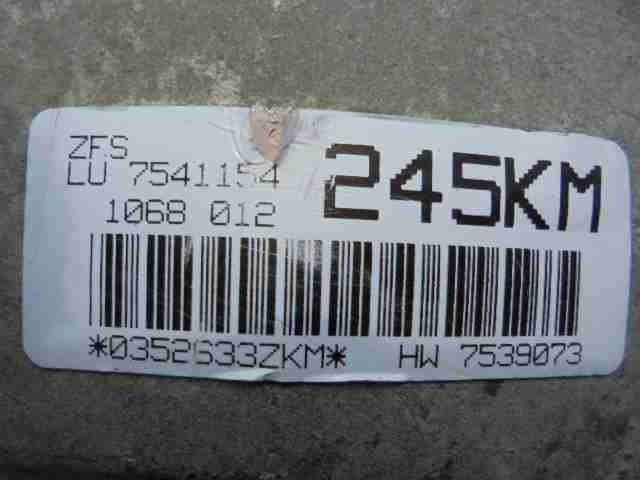 ZFS
LU 7541154
245KM
1068 012
*0352633ZKM* HW 7539073